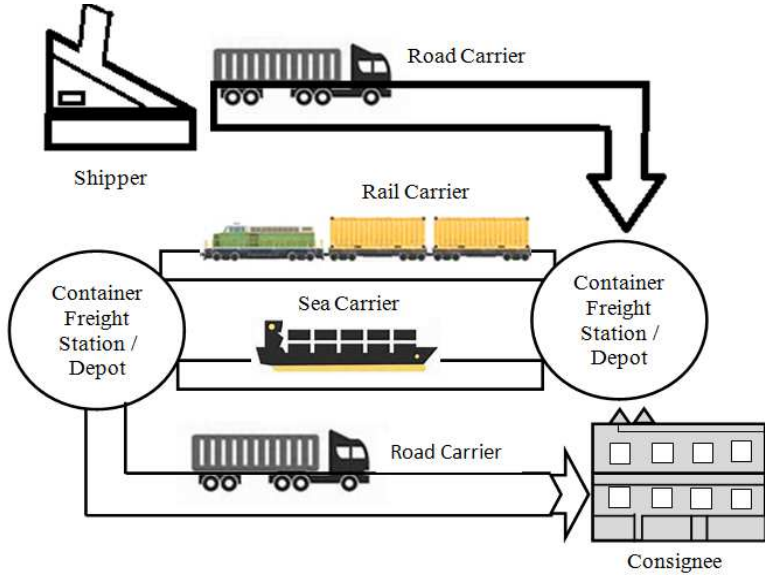 Road Carrier
Shipper
Rail Carrier
Container
Freight
Station /
Depot
Sea Carrier
Container
Freight
Station /
Depot
Road Carrier
Consignee